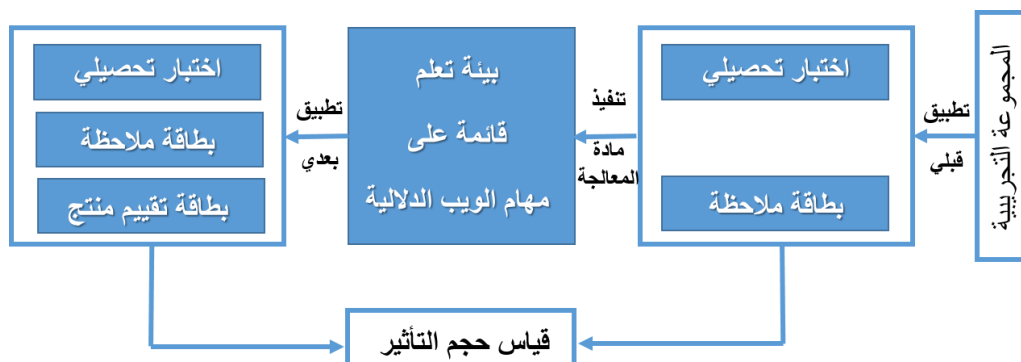 المجموعة التجريبية
تطبيق
قبلي
اختبار تحصيلي
بطاقة ملاحظة
تنفيذ
مادة
المعالجة
بيئة تعلم
قائمة على
مهام الويب الدلالية
تطبيق
بعدي
اختبار تحصيلي
بطاقة ملاحظة
بطاقة تقييم منتج
قياس حجم التأثير